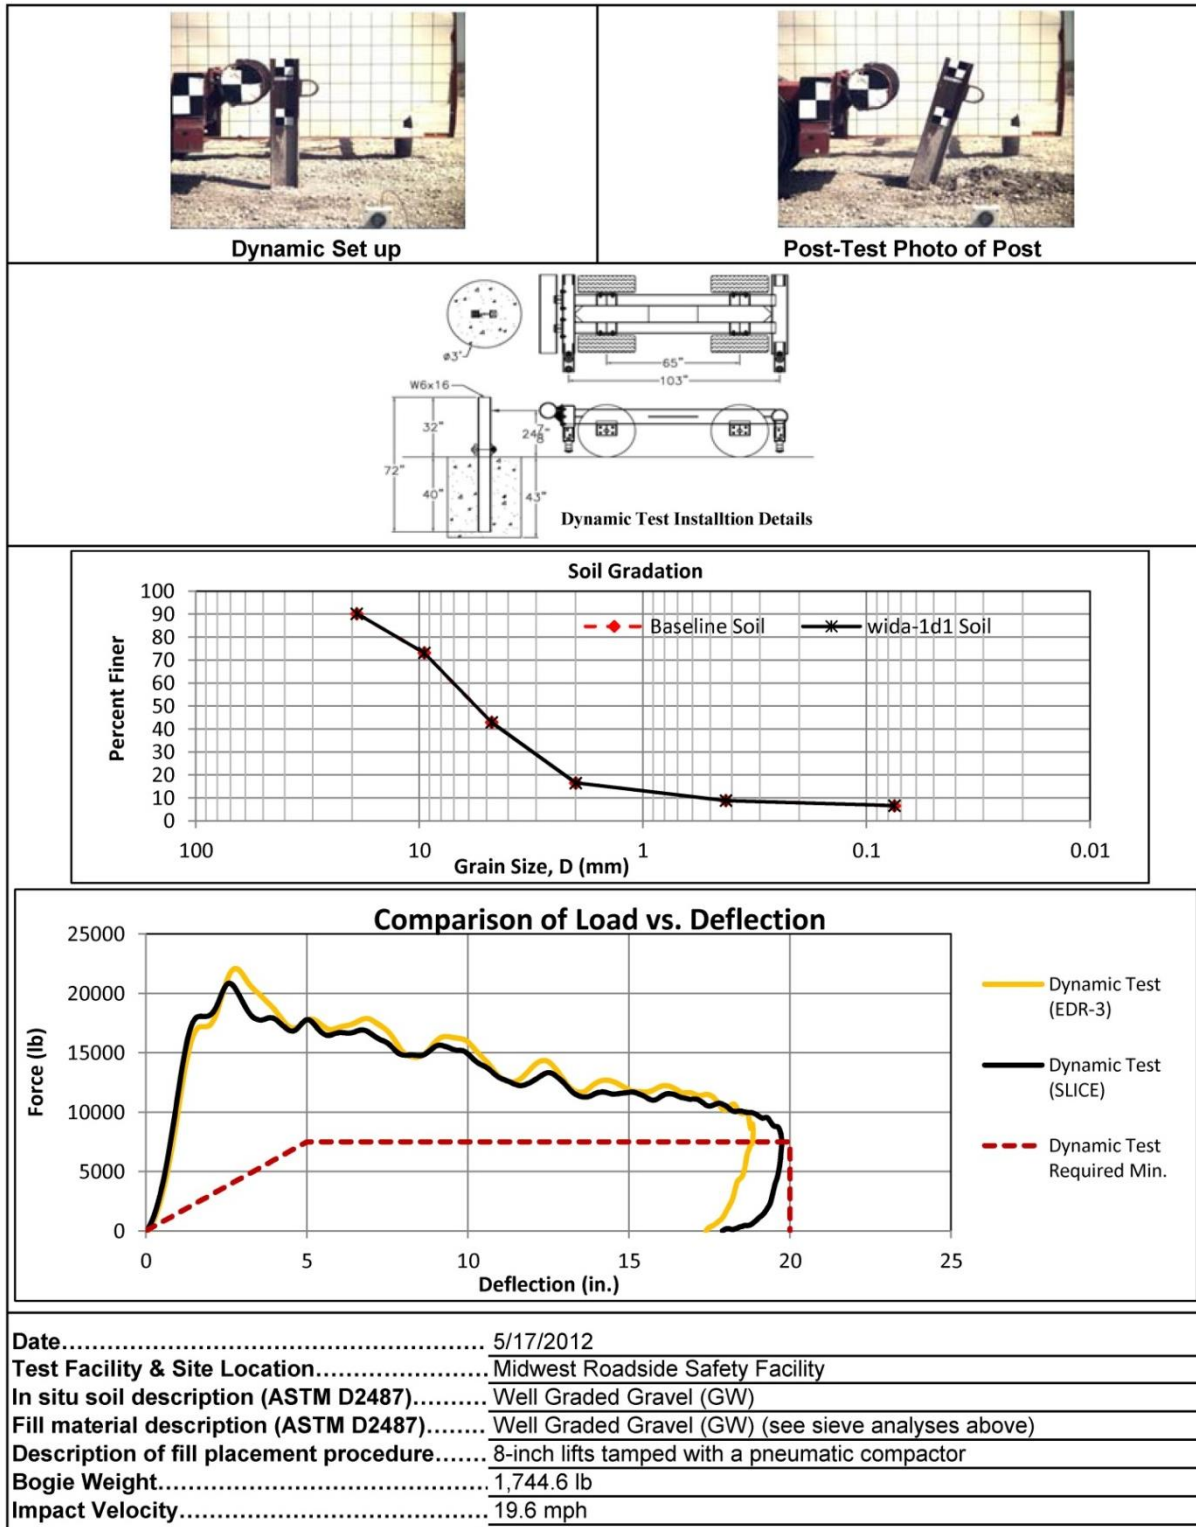 Dynamic Set up
Post-Test Photo of Post
ø3'
65"
103"
W6x16
32"
24 7/8"
72"
40"
43"
Dynamic Test Installtion Details
Soil Gradation
Percent Finer
100
90
80
70
60
50
40
30
20
10
0
Baseline Soil
wida-1d1 Soil
100
10
1
0.1
0.01
Grain Size, D (mm)
Comparison of Load vs. Deflection
Force (lb)
25000
20000
15000
10000
5000
0
0
5
10
15
20
25
Deflection (in.)
Dynamic Test
(EDR-3)
Dynamic Test
(SLICE)
Dynamic Test
Required Min.
Date.................................................. 5/17/2012
Test Facility & Site Location...................... Midwest Roadside Safety Facility
In situ soil description (ASTM D2487).......... Well Graded Gravel (GW)
Fill material description (ASTM D2487)........ Well Graded Gravel (GW) (see sieve analyses above)
Description of fill placement procedure....... 8-inch lifts tamped with a pneumatic compactor
Bogie Weight....................................... 1,744.6 lb
Impact Velocity..................................... 19.6 mph